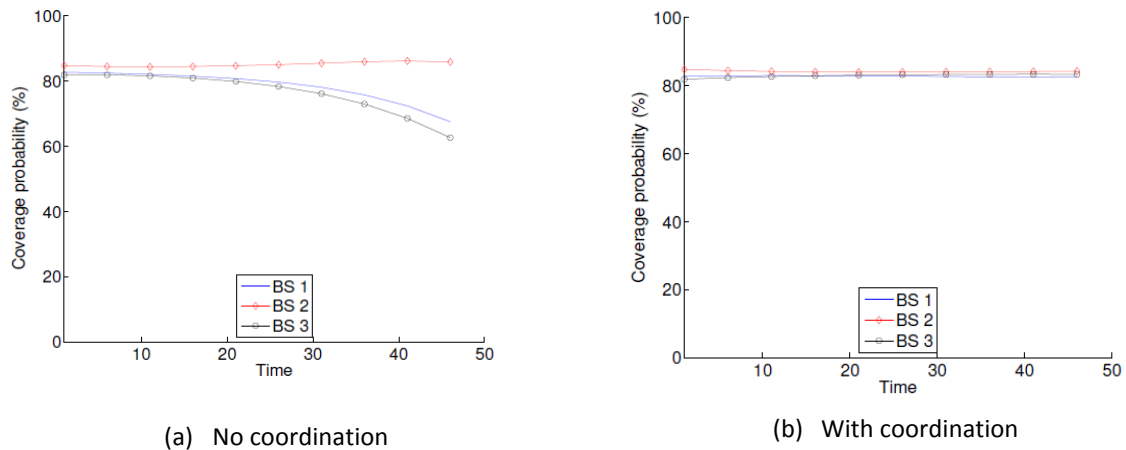 100
80
60
40
20
0
Coverage probability (%)
10
20
30
40
50
Time
BS 1
BS 2
BS 3
(a) No coordination
100
80
60
40
20
0
Coverage probability (%)
10
20
30
40
50
Time
BS 1
BS 2
BS 3
(b) With coordination